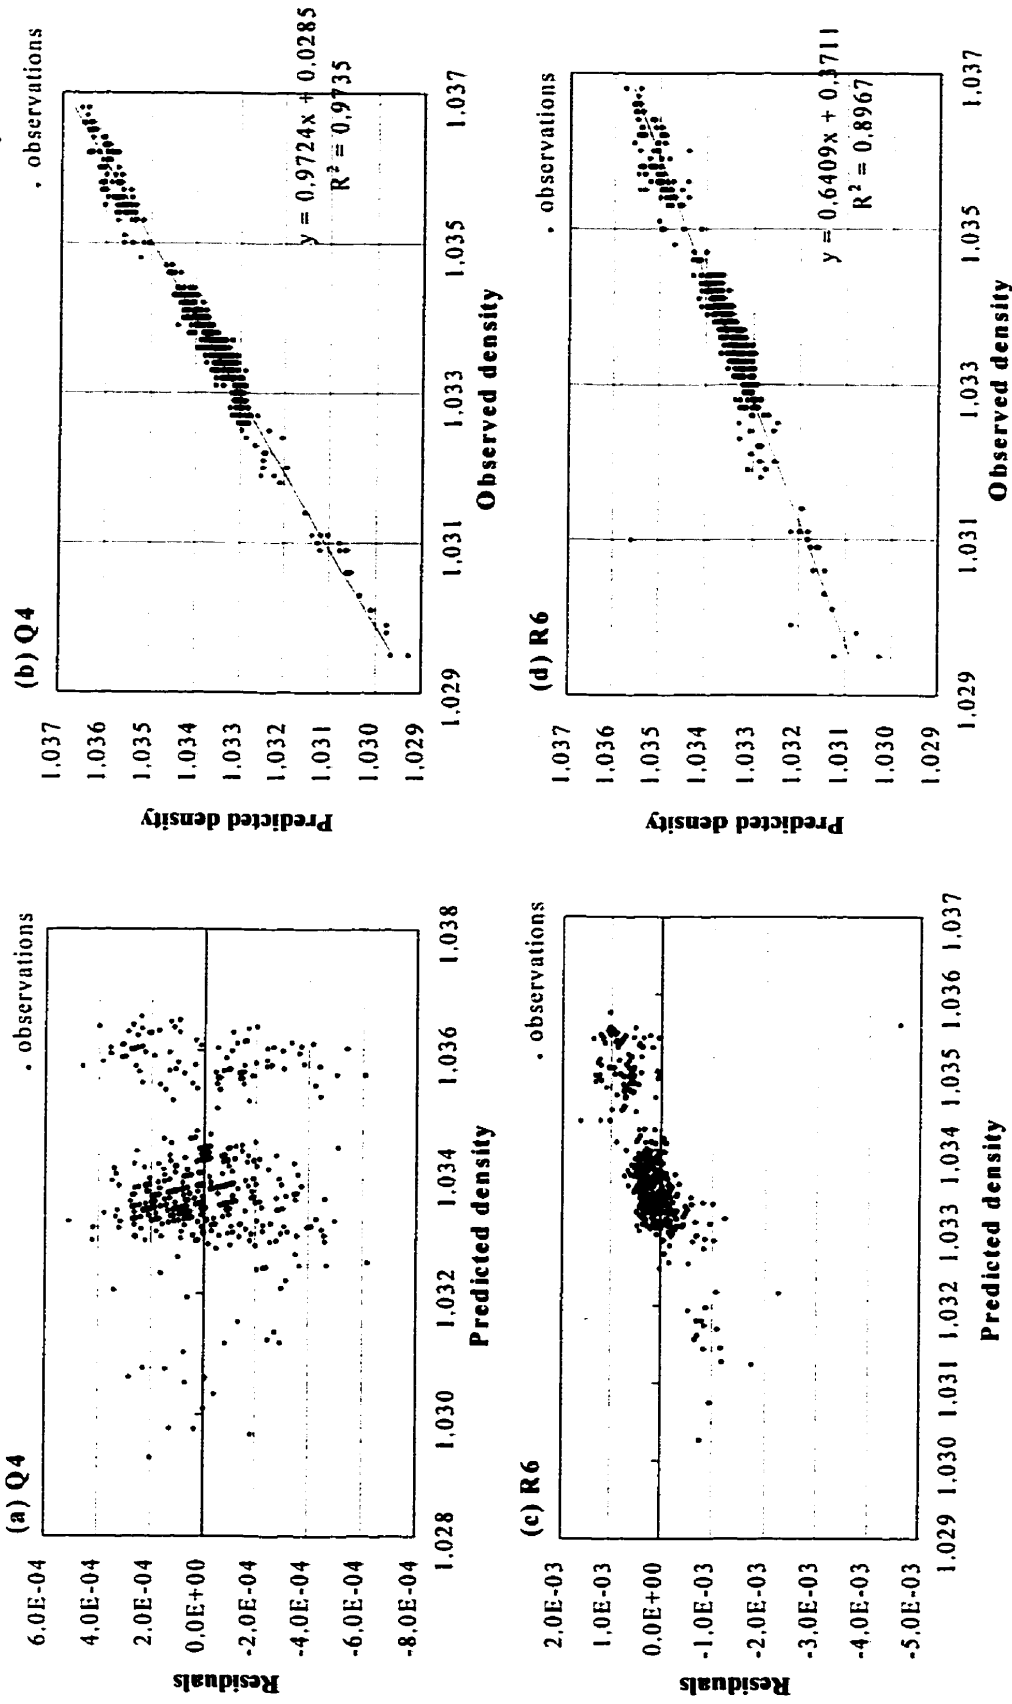 (a) Q4
. observations
6,0E-04
4,0E-04
2,0E-04
0,0E+00
-2,0E-04
-4,0E-04
-6,0E-04
-8,0E-04
Residuals
1,028
1,030
1,032
1,034
1,036
1,038
Predicted density
(b) Q4
. observations
1,037
1,036
1,035
1,034
1,033
1,032
1,031
1,030
1,029
Predicted density
y = 0,9724x + 0,0285
R² = 0,9735
1,029
1,031
1,033
1,035
1,037
Observed density
(c) R6
. observations
2,0E-03
1,0E-03
0,0E+00
-1,0E-03
-2,0E-03
-3,0E-03
-4,0E-03
-5,0E-03
Residuals
1,029
1,030
1,031
1,032
1,033
1,034
1,035
1,036
1,037
Predicted density
(d) R6
. observations
1,037
1,036
1,035
1,034
1,033
1,032
1,031
1,030
1,029
Predicted density
y = 0,6409x + 0,3711
R² = 0,8967
1,029
1,031
1,033
1,035
1,037
Observed density